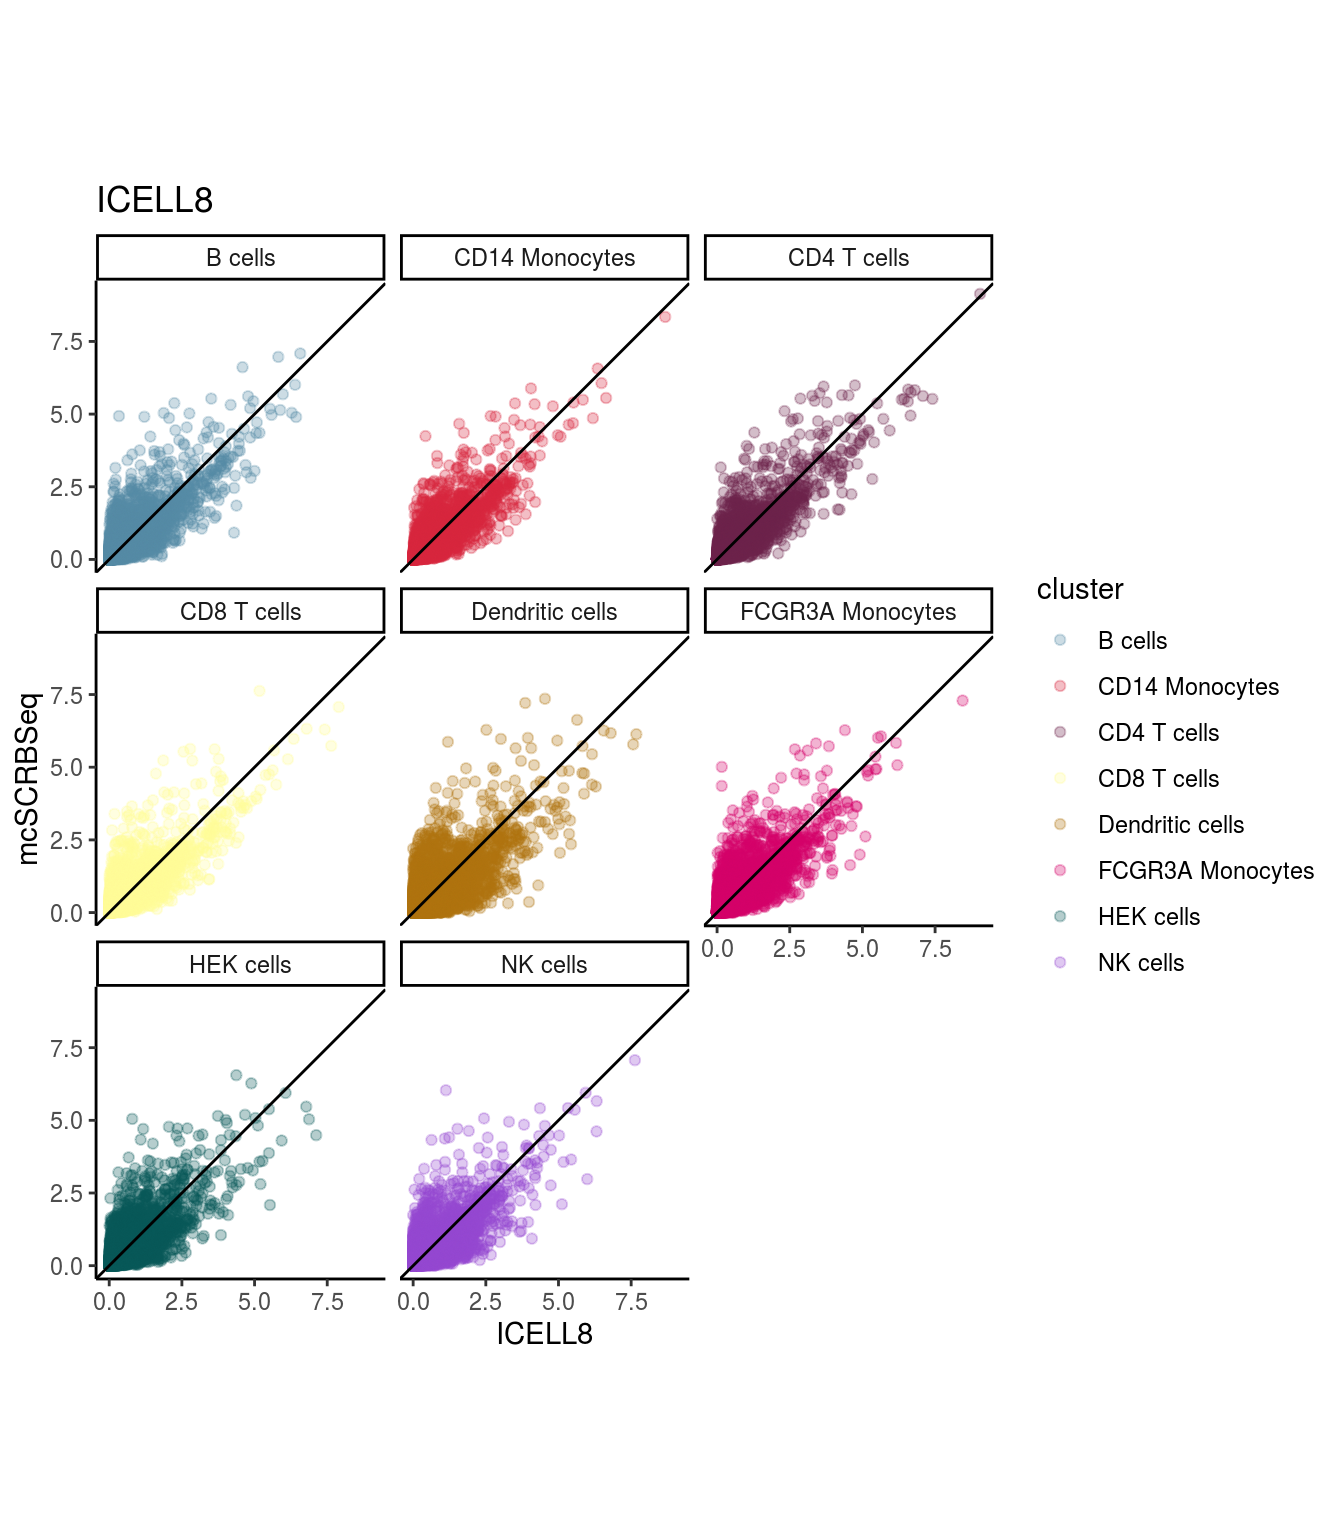 ICELL8
B cells
CD14 Monocytes
CD4 T cells
7.5
5.0
2.5
0.0
CD8 T cells
Dendritic cells
FCGR3A Monocytes
7.5
5.0
2.5
0.0
0.0 2.5 5.0 7.5
HEK cells
NK cells
7.5
5.0
2.5
0.0
0.0 2.5 5.0 7.5
0.0 2.5 5.0 7.5
ICELL8
mcSCRBSeq
cluster
B cells
CD14 Monocytes
CD4 T cells
CD8 T cells
Dendritic cells
FCGR3A Monocytes
HEK cells
NK cells